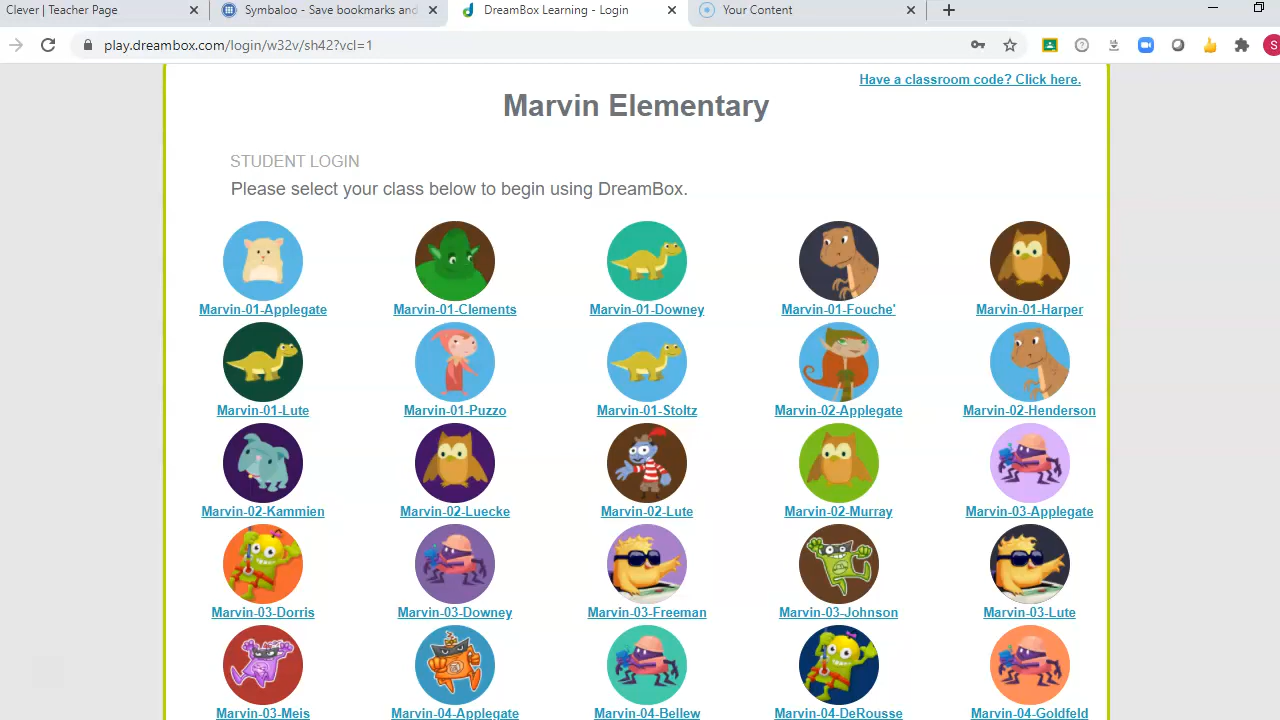 Clever | Teacher Page
Symbaloo - Save bookmarks and
DreamBox Learning - Login
Your Content
play.dreambox.com/login/w32v/sh42?vcl=1
S
Have a classroom code? Click here.
Marvin Elementary
STUDENT LOGIN
Please select your class below to begin using DreamBox.
Marvin-01-Applegate
Marvin-01-Clements
Marvin-01-Downey
Marvin-01-Fouche'
Marvin-01-Harper
Marvin-01-Lute
Marvin-01-Puzzo
Marvin-01-Stoltz
Marvin-02-Applegate
Marvin-02-Henderson
Marvin-02-Kammien
Marvin-02-Luecke
Marvin-02-Lute
Marvin-02-Murray
Marvin-03-Applegate
Marvin-03-Dorris
Marvin-03-Downey
Marvin-03-Freeman
Marvin-03-Johnson
Marvin-03-Lute
Marvin-03-Meis
Marvin-04-Applegate
Marvin-04-Bellew
Marvin-04-DeRousse
Marvin-04-Goldfeld